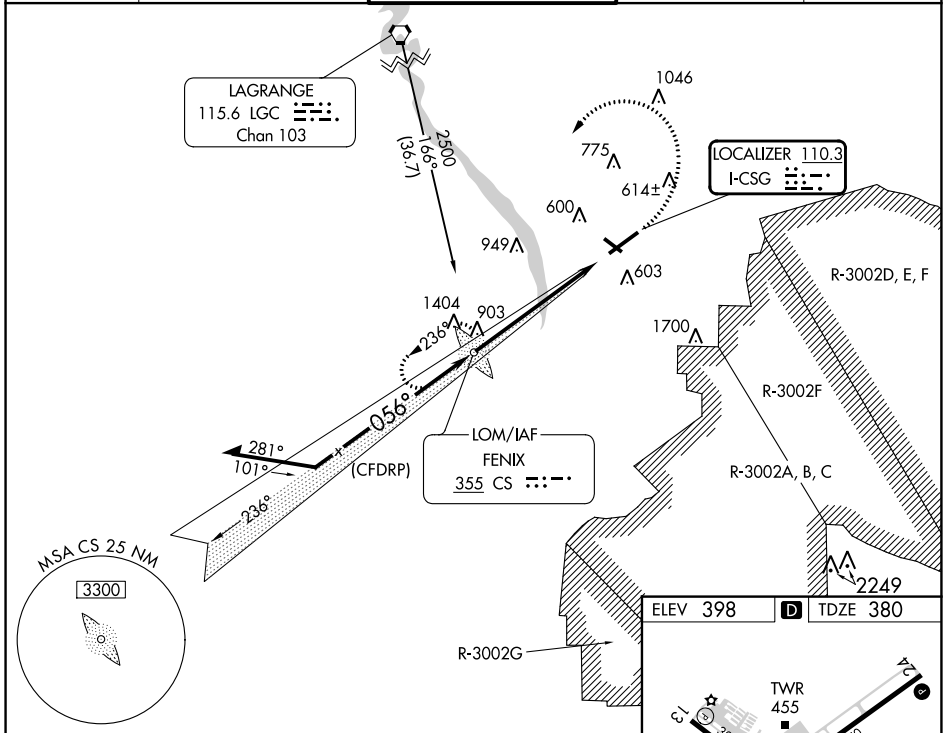 LAGRANGE
115.6 LGC
Chan 103
2500
166°
(36.7)
1046
775
614±
LOCALIZER 110.3
I-CSG
600
949
603
R-3002D, E, F
1404
903
236°
1700
R-3002F
056°
LOM/IAF
FENIX
355 CS
R-3002A, B, C
281°
101°
(CFDRP)
236°
MSA CS 25 NM
3300
2249
R-3002G
ELEV 398
D
TDZE 380
TWR
455
24
13
P